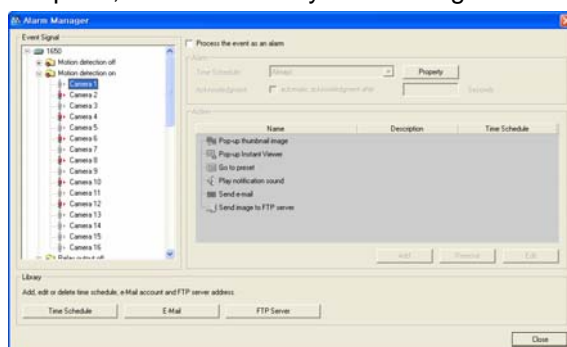 Alarm Manager
Event Signal
1650
Motion detection off
Motion detection on
Camera 1
Camera 2
Camera 3
Camera 4
Camera 5
Camera 6
Camera 7
Camera 8
Camera 9
Camera 10
Camera 11
Camera 12
Camera 13
Camera 14
Camera 15
Camera 16
Relay output off
Process the event as an alarm
Alarm
Time Schedule Always Property
Acknowledgment automatic acknowledgment after Seconds
Action
Name Description Time Schedule
Pop-up thumbnail image
Pop-up Instant Viewer
Go to preset
Play notification sound
Send e-mail
Send image to FTP server
Add Edit
Library
Add, edit or delete time schedule, e-Mail account and FTP server address.
Time Schedule E-Mail FTP Server
Close